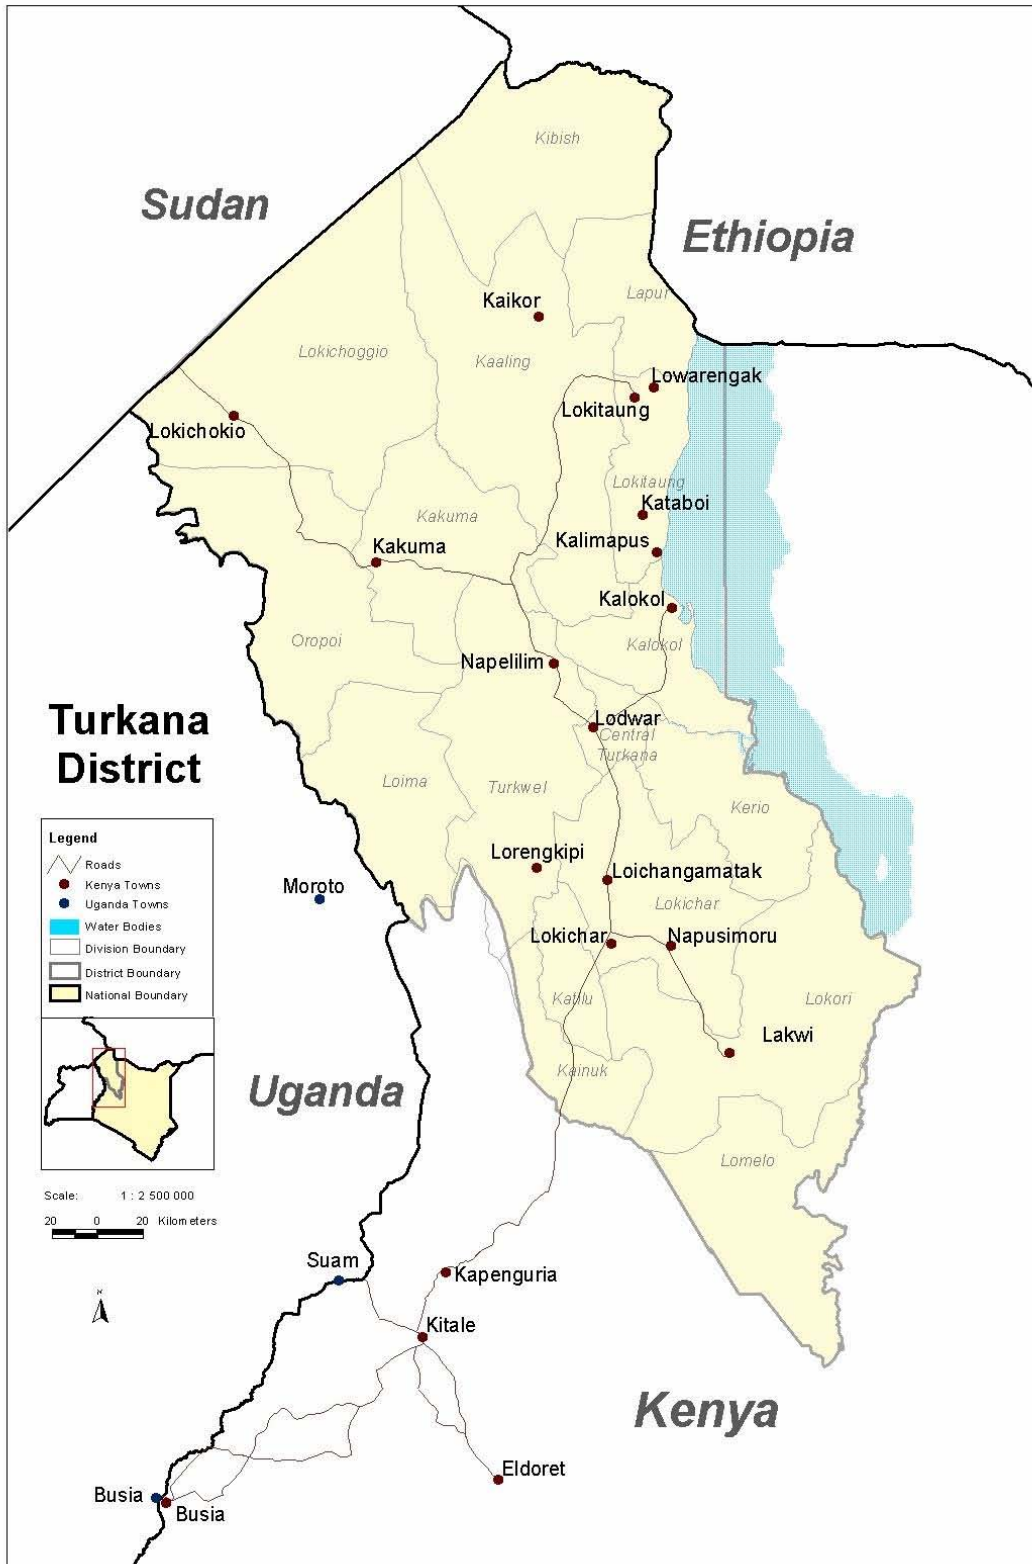 Kibish
Sudan
Ethiopia
Lapur
Kaikor
Lokichoggio
Kaaling
Lowarengak
Lokitaung
Lokichokio
Lokitaung
Kataboi
Kakuma
Kalimapus
Kakuma
Kalokol
Oropoi
Kalokol
Napelilim
Turkana
District
Lodwar
Central
Turkana
Loima
Turkwel
Kerio
Legend
Roads
Kenya Towns
Uganda Towns
Water Bodies
Division Boundary
District Boundary
National Boundary
Lorengkipi
Moroto
Loichangamatak
Lokichar
Lokichar
Napusimoru
Katilu
Lokori
Lakwi
Kainuk
Uganda
Lomelo
Scale: 1 : 2 500 000
20 0 20 Kilometers
N
Suam
Kapenguria
Kitale
Kenya
Eldoret
Busia
Busia